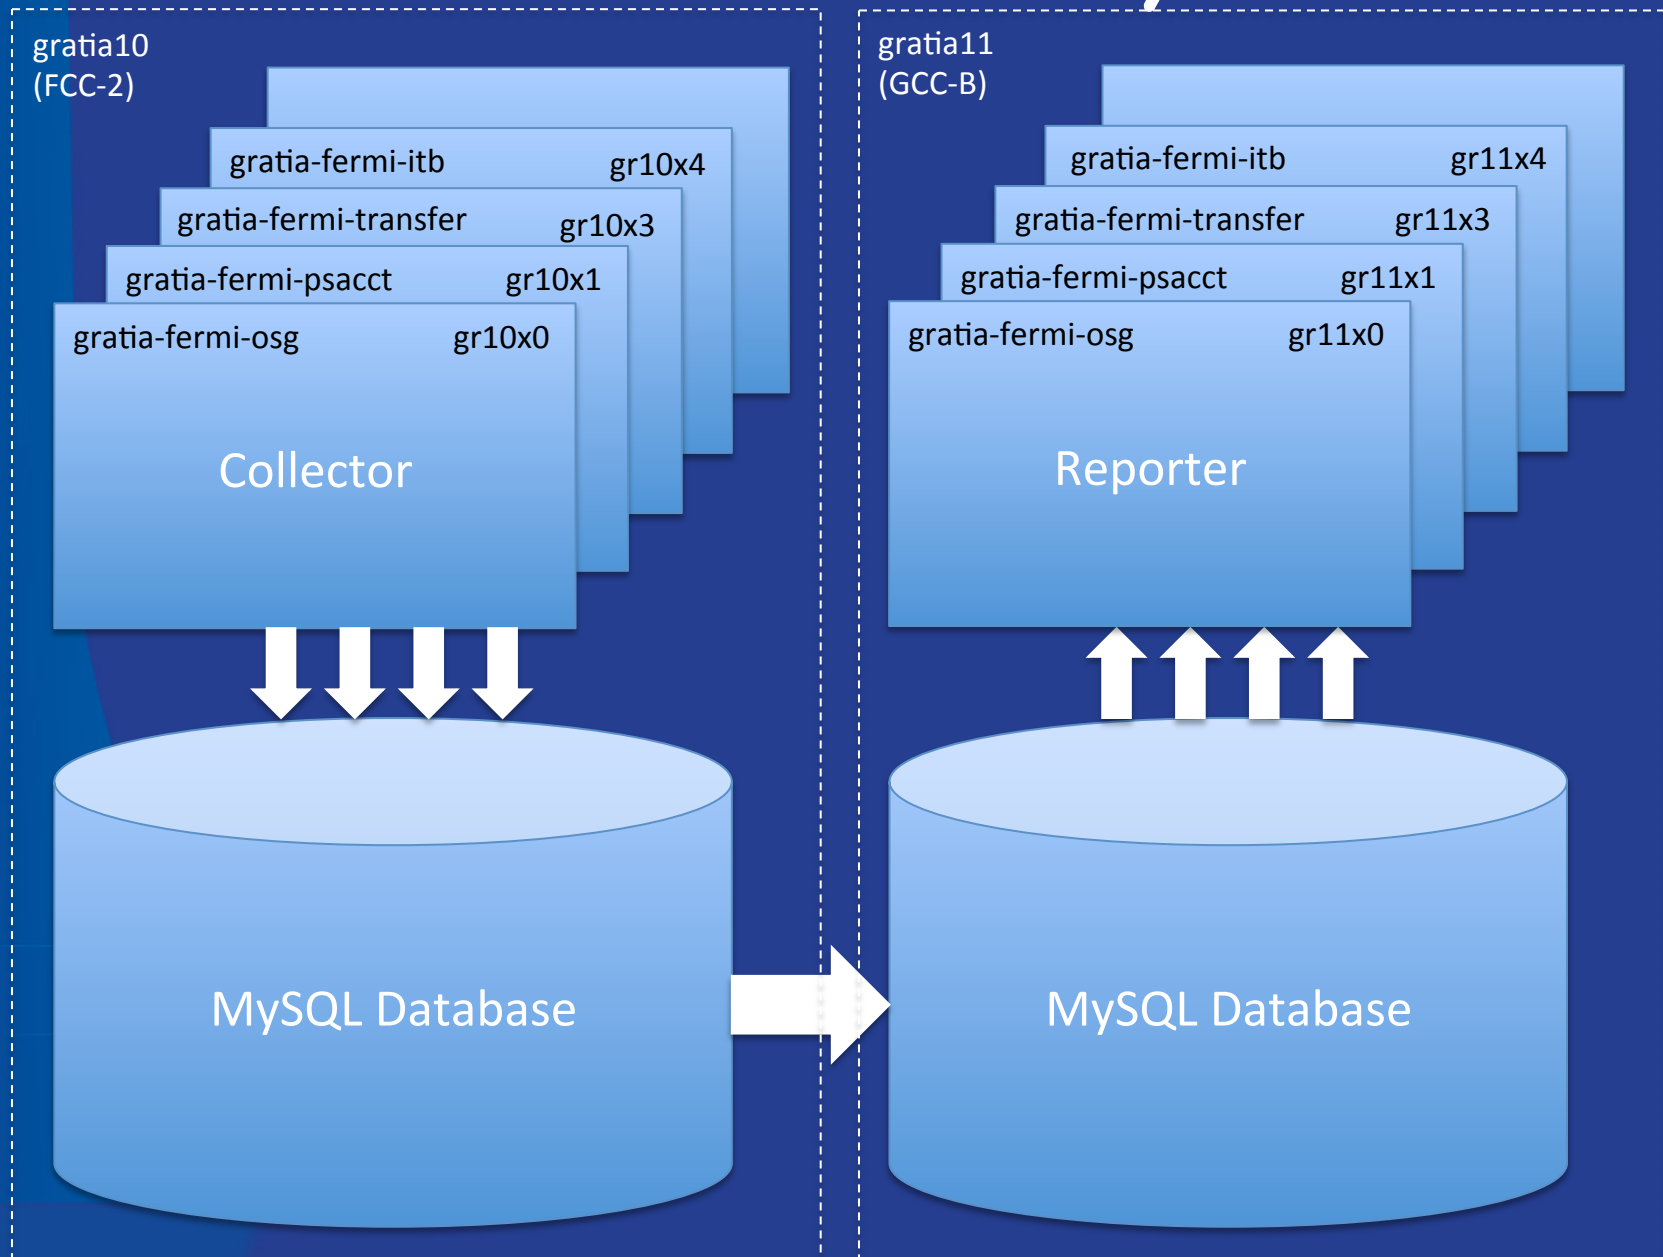 gratia10
(FCC-2)
gratia-fermi-itb gr10x4
gratia-fermi-transfer gr10x3
gratia-fermi-psacct gr10x1
gratia-fermi-osg gr10x0
Collector
MySQL Database
gratia11
(GCC-B)
gratia-fermi-itb gr11x4
gratia-fermi-transfer gr11x3
gratia-fermi-psacct gr11x1
gratia-fermi-osg gr11x0
Reporter
MySQL Database